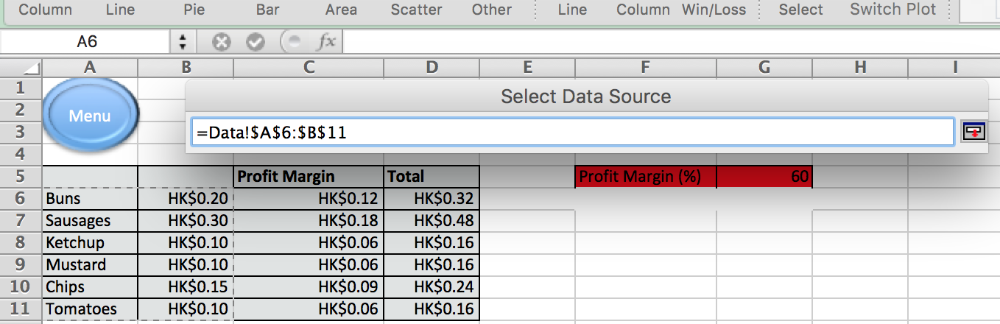 Column Line Pie Bar Area Scatter Other Line Column Win/Loss Select Switch Plot
A6 fx
A B C D E F G H I
1
Select Data Source
2 Menu
3 =Data!$A$6:$B$11
4
5 Profit Margin Total Profit Margin (%) 60
6 Buns HK$0.20 HK$0.12 HK$0.32
7 Sausages HK$0.30 HK$0.18 HK$0.48
8 Ketchup HK$0.10 HK$0.06 HK$0.16
9 Mustard HK$0.10 HK$0.06 HK$0.16
10 Chips HK$0.15 HK$0.09 HK$0.24
11 Tomatoes HK$0.10 HK$0.06 HK$0.16